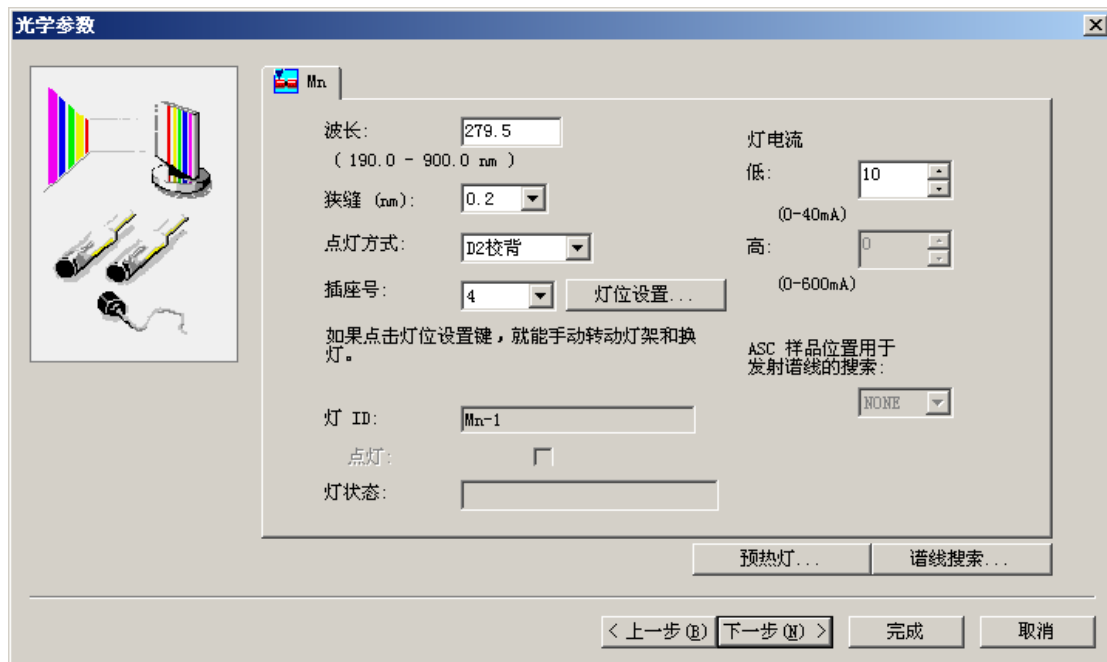 光学参数
Mn
波长:
279.5
( 190.0 - 900.0 nm )
狭缝 (nm):
0.2
点灯方式:
D2校背
插座号:
4
灯位设置...
如果点击灯位设置键，就能手动转动灯架和换
灯。
灯 ID:
Mn-1
点灯:
灯状态:
灯电流
低:
10
(0-40mA)
高:
0
(0-600mA)
ASC 样品位置用于
发射谱线的搜索:
NONE
预热灯...
谱线搜索...
< 上一步(B)
下一步(N) >
完成
取消